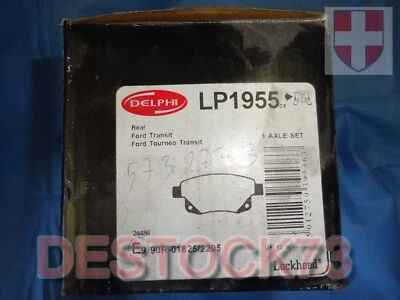 DELPHI
LP1955
Rear
Ford Transit
Ford Tourneo Transit
1 AXLE SET
24486
E9 90R-01825/2205
Lockheed
DESTOCK73